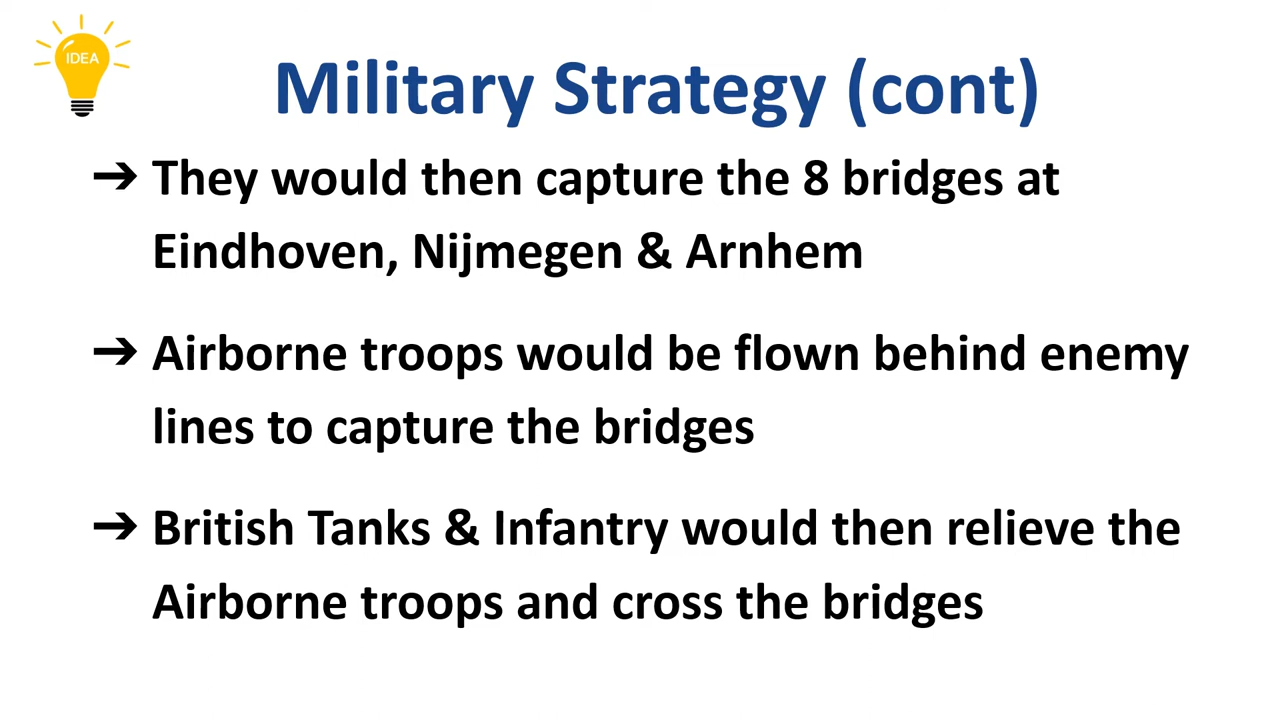 IDEA
Military Strategy (cont)
➔ They would then capture the 8 bridges at
Eindhoven, Nijmegen & Arnhem
➔ Airborne troops would be flown behind enemy
lines to capture the bridges
➔ British Tanks & Infantry would then relieve the
Airborne troops and cross the bridges